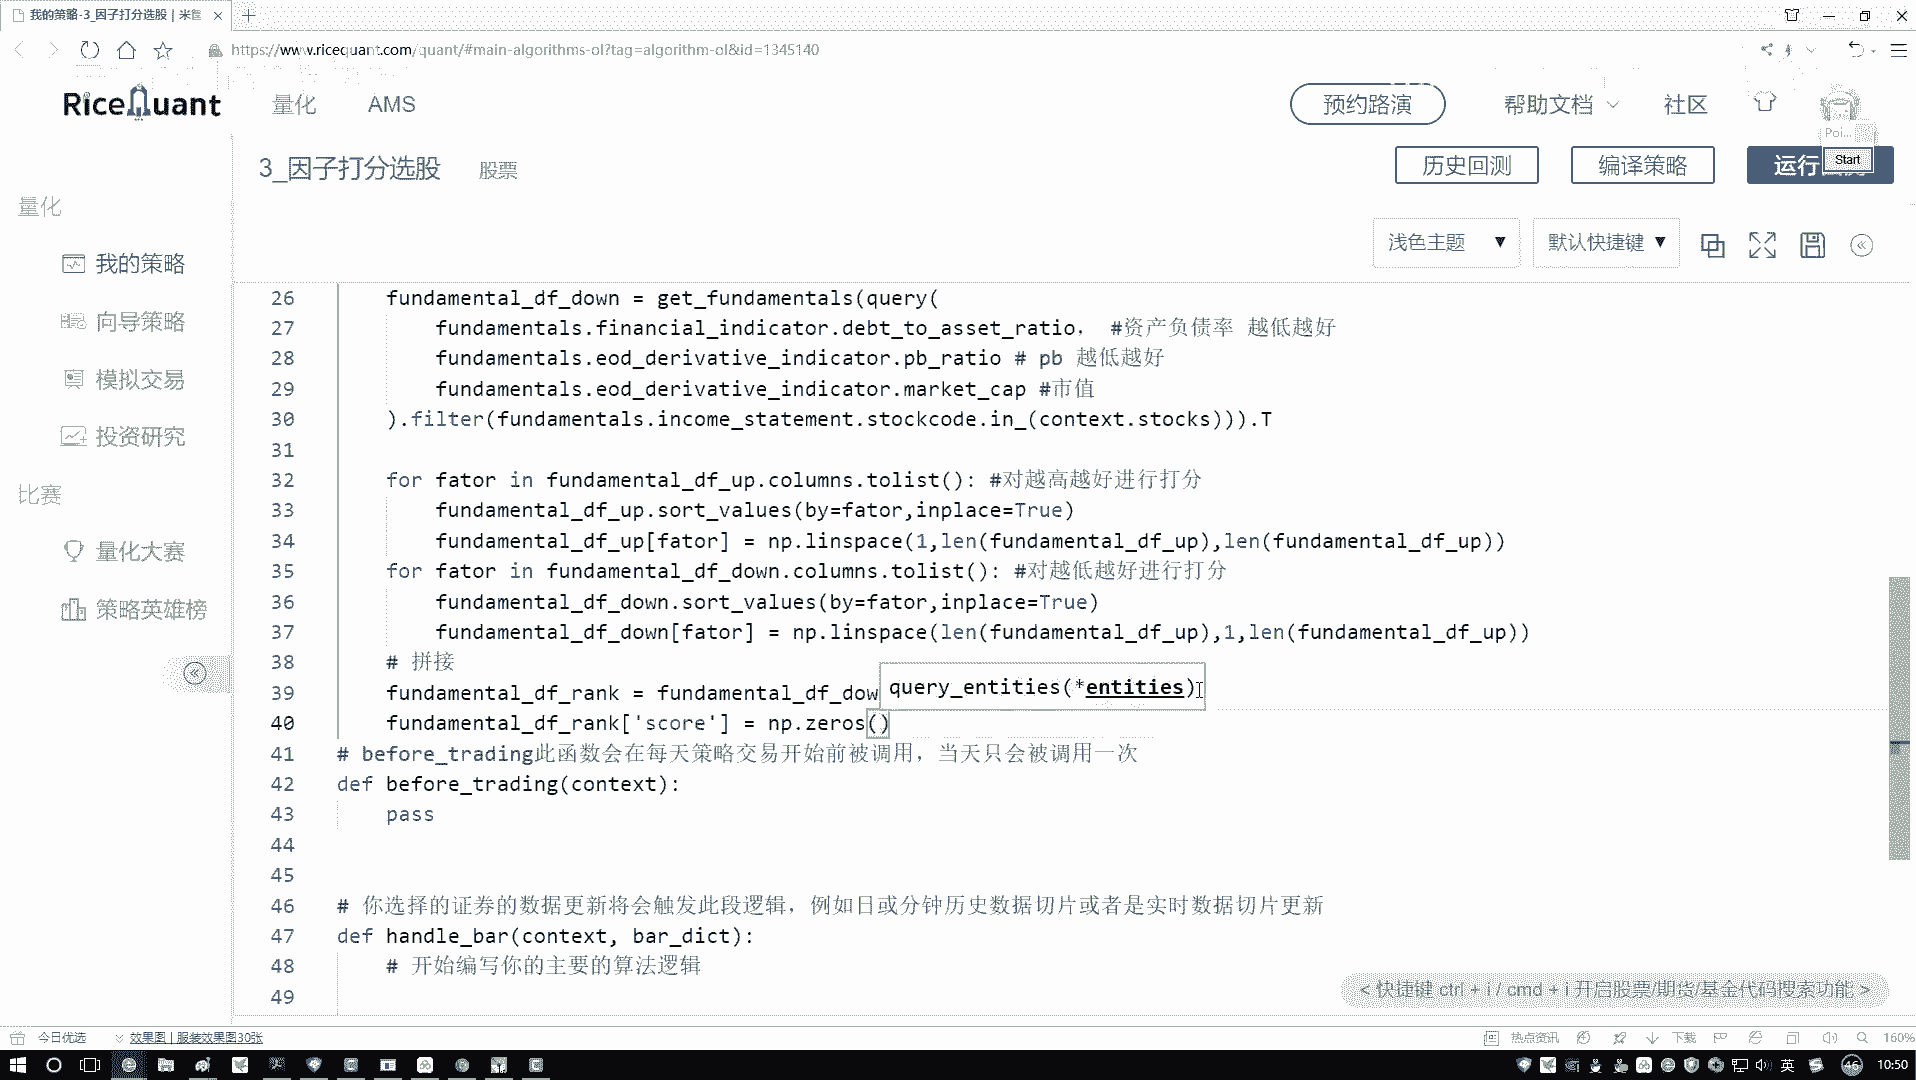 我的策略-3_因子打分选股 | 米筐
https://www.ricequant.com/quant/#main-algorithms-ol?tag=algorithm-ol&id=1345140
RiceQuant 量化 AMS 预约路演 帮助文档 社区
Poi...
Start
3_因子打分选股 股票 历史回测 编译策略 运行
量化
浅色主题 ▼ 默认快捷键 ▼
我的策略
向导策略
模拟交易
投资研究
比赛
量化大赛
策略英雄榜
26 fundamental_df_down = get_fundamentals(query(
27 fundamentals.financial_indicator.debt_to_asset_ratio， #资产负债率 越低越好
28 fundamentals.eod_derivative_indicator.pb_ratio # pb 越低越好
29 fundamentals.eod_derivative_indicator.market_cap #市值
30 ).filter(fundamentals.income_statement.stockcode.in_(context.stocks))).T
31
32 for fator in fundamental_df_up.columns.tolist(): #对越高越好进行打分
33 fundamental_df_up.sort_values(by=fator,inplace=True)
34 fundamental_df_up[fator] = np.linspace(1,len(fundamental_df_up),len(fundamental_df_up))
35 for fator in fundamental_df_down.columns.tolist(): #对越低越好进行打分
36 fundamental_df_down.sort_values(by=fator,inplace=True)
37 fundamental_df_down[fator] = np.linspace(len(fundamental_df_up),1,len(fundamental_df_up))
38 # 拼接
39 fundamental_df_rank = fundamental_df_dow
query_entities(*entities)
40 fundamental_df_rank['score'] = np.zeros()
41 # before_trading此函数会在每天策略交易开始前被调用，当天只会被调用一次
42 def before_trading(context):
43 pass
44
45
46 # 你选择的证券的数据更新将会触发此段逻辑，例如日或分钟历史数据切片或者是实时数据切片更新
47 def handle_bar(context, bar_dict):
48 # 开始编写你的主要的算法逻辑
49
< 快捷键 ctrl + i / cmd + i 开启股票/期货/基金代码搜索功能 >
今日优选 效果图 | 服装效果图30张 热点资讯 下载 160%
英 46 10:50